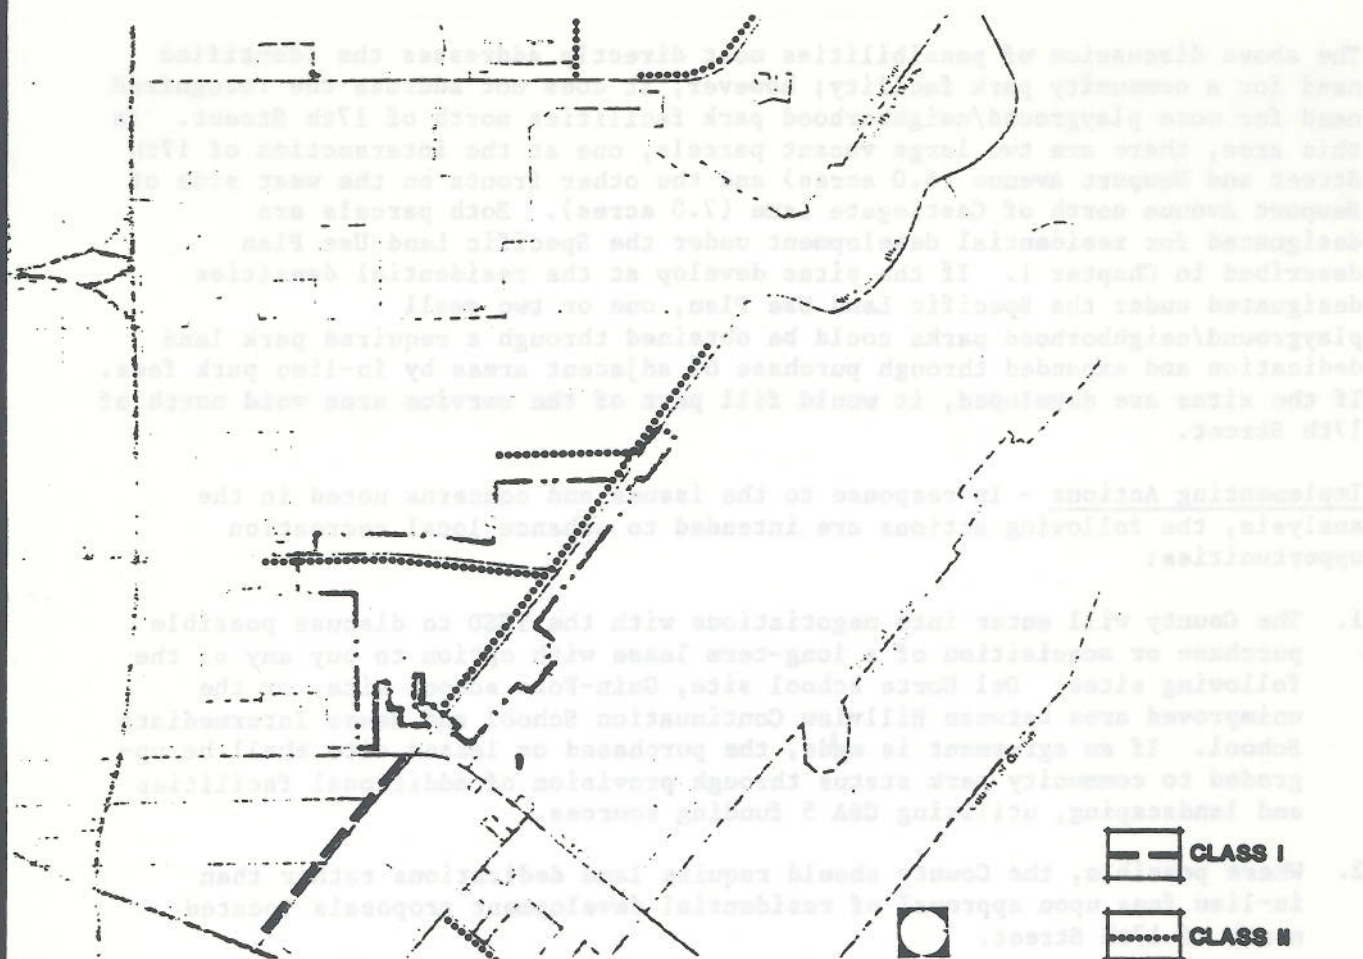 The above discussion of possibilities most directly addresses the identified
need for a community park facility; however, it does not address the recognized
need for more playground/neighborhood park facilities north of 17th Street. In
this area, there are two large vacant parcels, one at the intersection of 17th
Street and Newport Avenue acres) and the other fronts on the west side of
Newport Avenue north of Castlegate Lane (7.0 acres). Both parcels are
designated for residential development under the Specific Land Use Plan
described in Chapter 1. If the sites develop at the residential densities
designated under the Specific Land Use Plan, one or two small
playground/neighborhood parks could be obtained through a required park land
dedication and expanded through purchase of adjacent areas by in-lieu park fees.
If the sites are developed, it would fill part of the service area void north of
17th Street.
Implementing Actions - In response to the issues and concerns noted in the
analysis, the following actions are intended to enhance local recreation
opportunities:
1. The County will enter into negotiations with the to discuss possible
purchase or acquisition of a long-term lease with option to buy any of the
following sites: Del Norte school site, Guin-Foss school site, or the
unimproved area between Hillview Continuation School and Intermediate
School. If an agreement is made, the purchased or leased site shall be up-
graded to community park status through provision of additional facilities
and landscaping, utilizing CSA 5 funding sources.
2. Where possible, the County should require land dedications rather than
in-lieu fees upon approval of residential development proposals located
north of 17th Street.
CLASS I
CLASS II